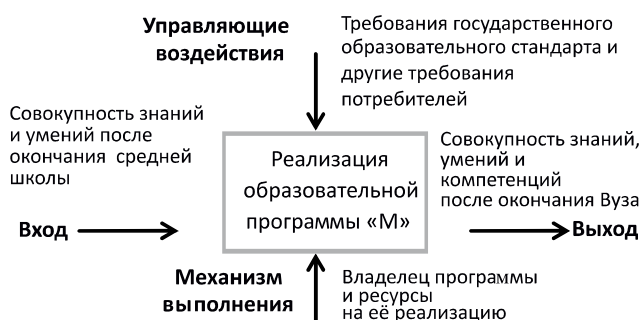 Управляющие
воздействия
Требования государственного
образовательного стандарта и
другие требования
потребителей
Совокупность знаний
и умений после
окончания средней
школы
Реализация
образовательной
программы «М»
Совокупность знаний,
умений и
компетенций
после окончания Вуза
Вход
Выход
Механизм
выполнения
Владелец программы
и ресурсы
на её реализацию